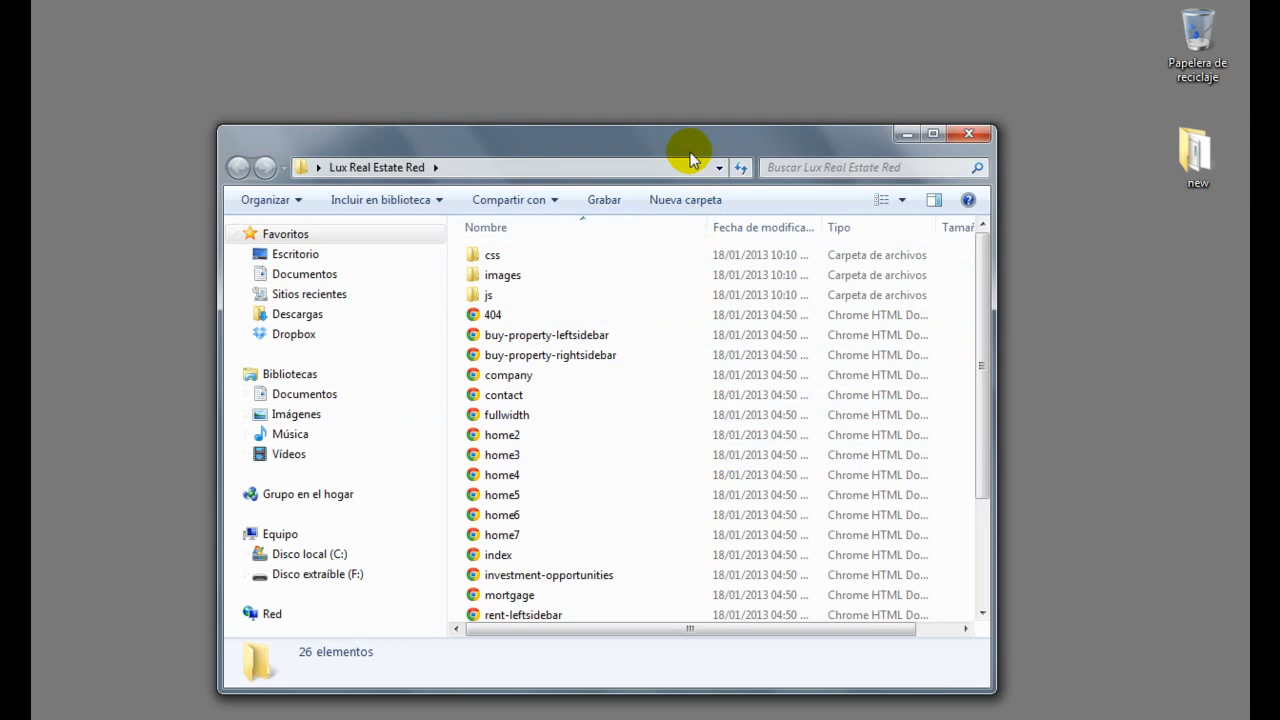 Papelera de
reciclaje
new
Lux Real Estate Red
Buscar Lux Real Estate Red
Organizar Incluir en biblioteca Compartir con Grabar Nueva carpeta
Favoritos
Escritorio
Documentos
Sitios recientes
Descargas
Dropbox
Bibliotecas
Documentos
Imágenes
Música
Vídeos
Grupo en el hogar
Equipo
Disco local (C:)
Disco extraíble (F:)
Red
Nombre Fecha de modifica... Tipo Tamañ
css 18/01/2013 10:10 ... Carpeta de archivos
images 18/01/2013 10:10 ... Carpeta de archivos
js 18/01/2013 10:10 ... Carpeta de archivos
404 18/01/2013 04:50 ... Chrome HTML Do...
buy-property-leftsidebar 18/01/2013 04:50 ... Chrome HTML Do...
buy-property-rightsidebar 18/01/2013 04:50 ... Chrome HTML Do...
company 18/01/2013 04:50 ... Chrome HTML Do...
contact 18/01/2013 04:50 ... Chrome HTML Do...
fullwidth 18/01/2013 04:50 ... Chrome HTML Do...
home2 18/01/2013 04:50 ... Chrome HTML Do...
home3 18/01/2013 04:50 ... Chrome HTML Do...
home4 18/01/2013 04:50 ... Chrome HTML Do...
home5 18/01/2013 04:50 ... Chrome HTML Do...
home6 18/01/2013 04:50 ... Chrome HTML Do...
home7 18/01/2013 04:50 ... Chrome HTML Do...
index 18/01/2013 04:50 ... Chrome HTML Do...
investment-opportunities 18/01/2013 04:50 ... Chrome HTML Do...
mortgage 18/01/2013 04:50 ... Chrome HTML Do...
rent-leftsidebar 18/01/2013 04:50 ... Chrome HTML Do...
26 elementos